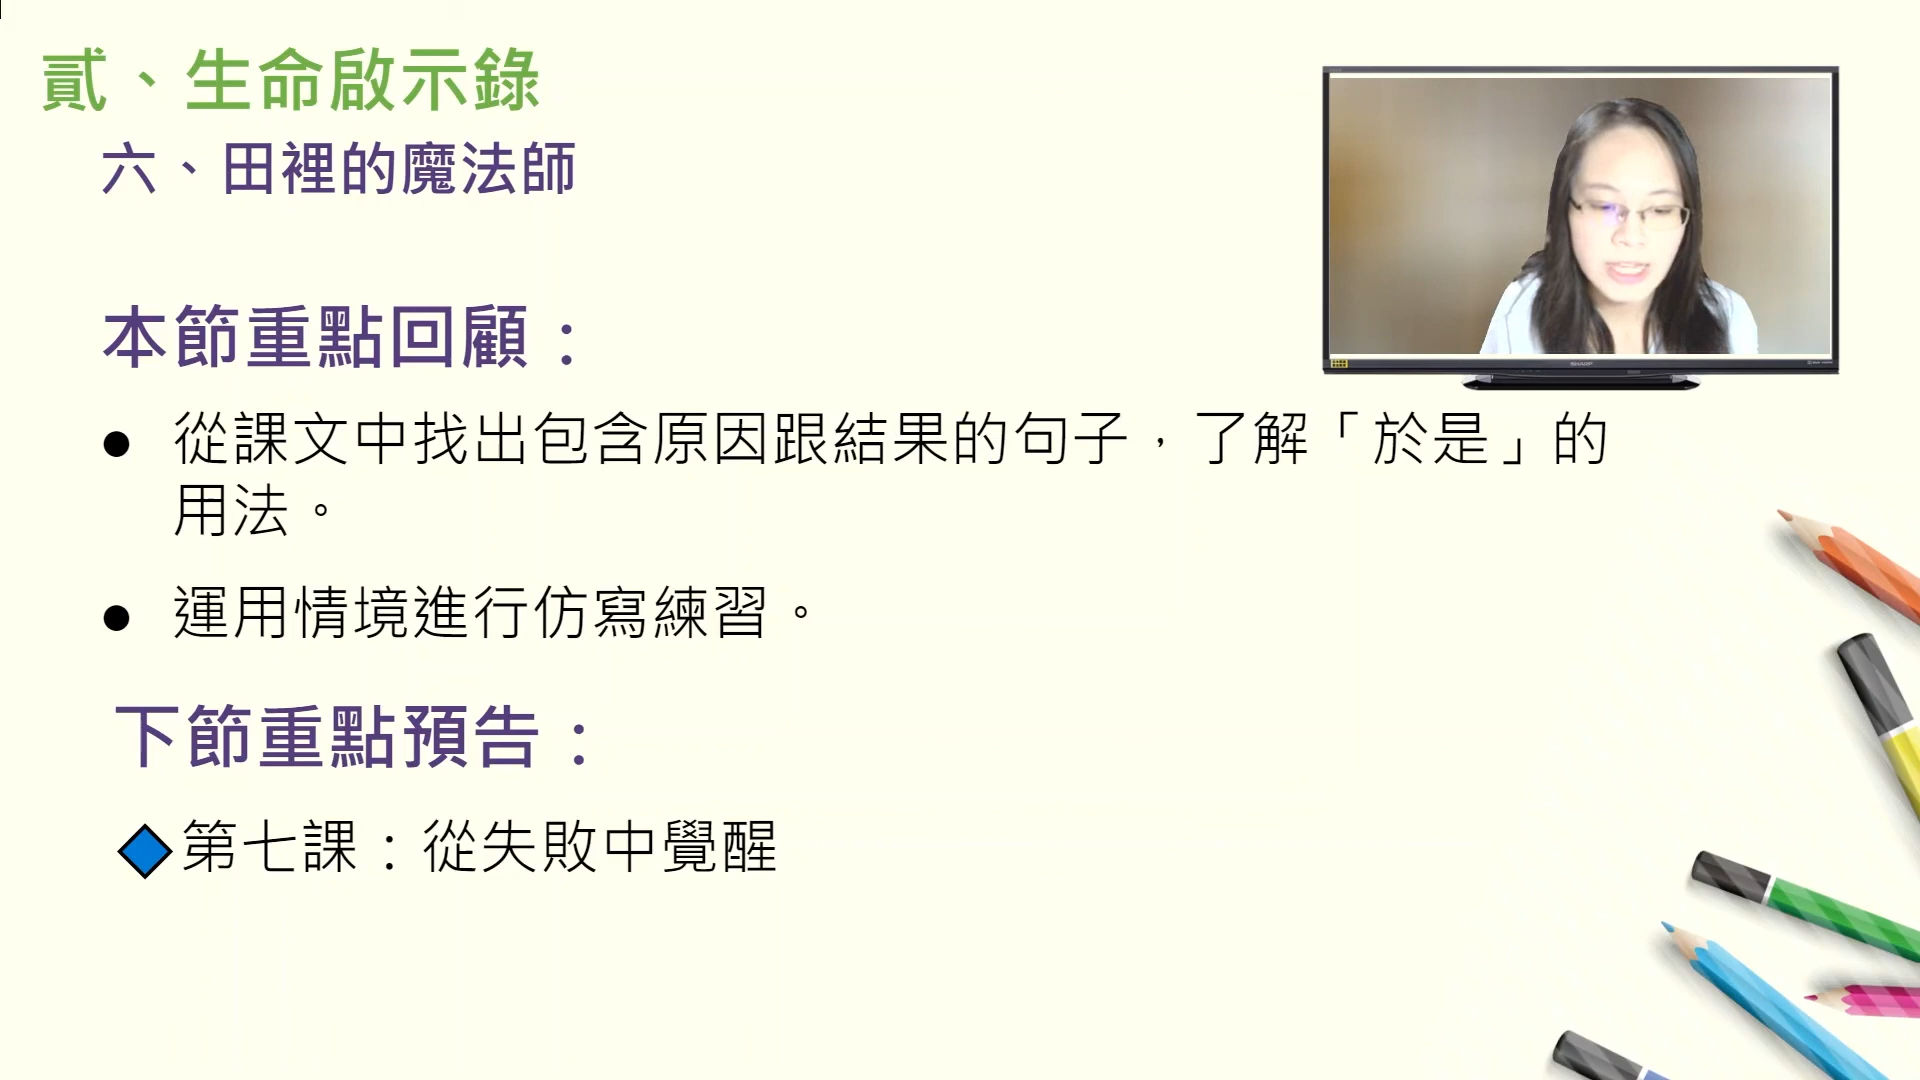 貳、生命啟示錄
六、田裡的魔法師
本節重點回顧：
● 從課文中找出包含原因跟結果的句子，了解「於是」的
用法。
● 運用情境進行仿寫練習。
下節重點預告：
◆第七課：從失敗中覺醒
SHARP